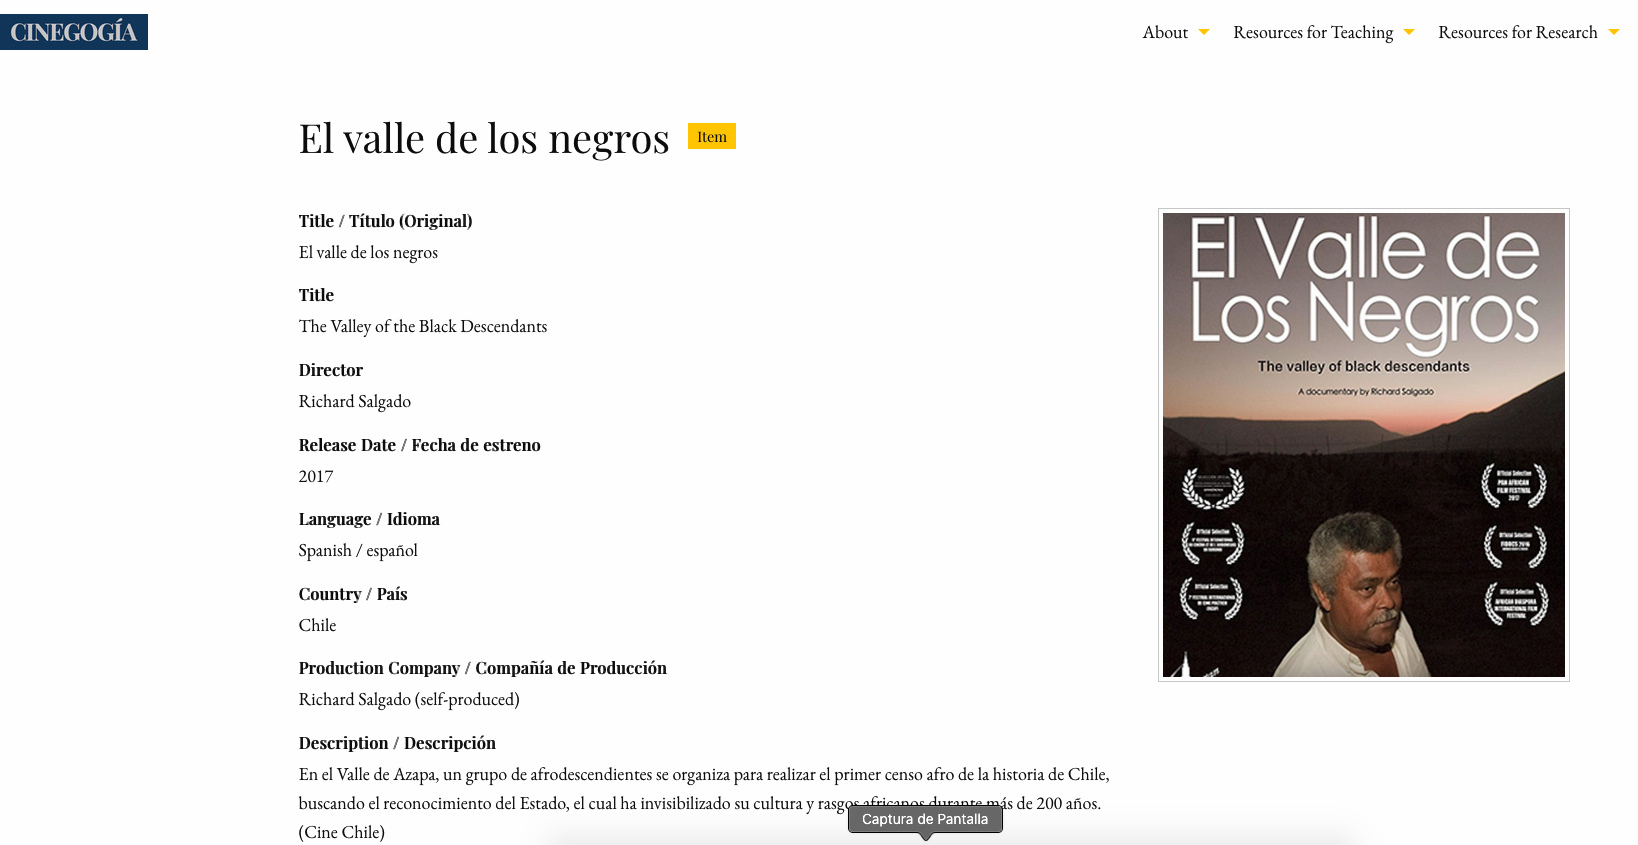 CINEGOGÍA
About
Resources for Teaching
Resources for Research
El valle de los negros
Item
Title / Título (Original)
El valle de los negros
Title
The Valley of the Black Descendants
Director
Richard Salgado
Release Date / Fecha de estreno
2017
Language / Idioma
Spanish / español
Country / País
Chile
Production Company / Compañía de Producción
Richard Salgado (self-produced)
Description / Descripción
En el Valle de Azapa, un grupo de afrodescendientes se organiza para realizar el primer censo afro de la historia de Chile,
buscando el reconocimiento del Estado, el cual ha invisibilizado su cultura y rasgos africanos durante más de 200 años.
(Cine Chile)
Captura de Pantalla
El Valle de
Los Negros
The valley of black descendants
A documentary by Richard Salgado
Official Selection
PAN AFRICAN
FILM FESTIVAL
2017
Official Selection
Official Selection
FIBCES 2016
Official Selection
Official Selection
AFRICAN DIASPORA
INTERNATIONAL FILM
FESTIVAL